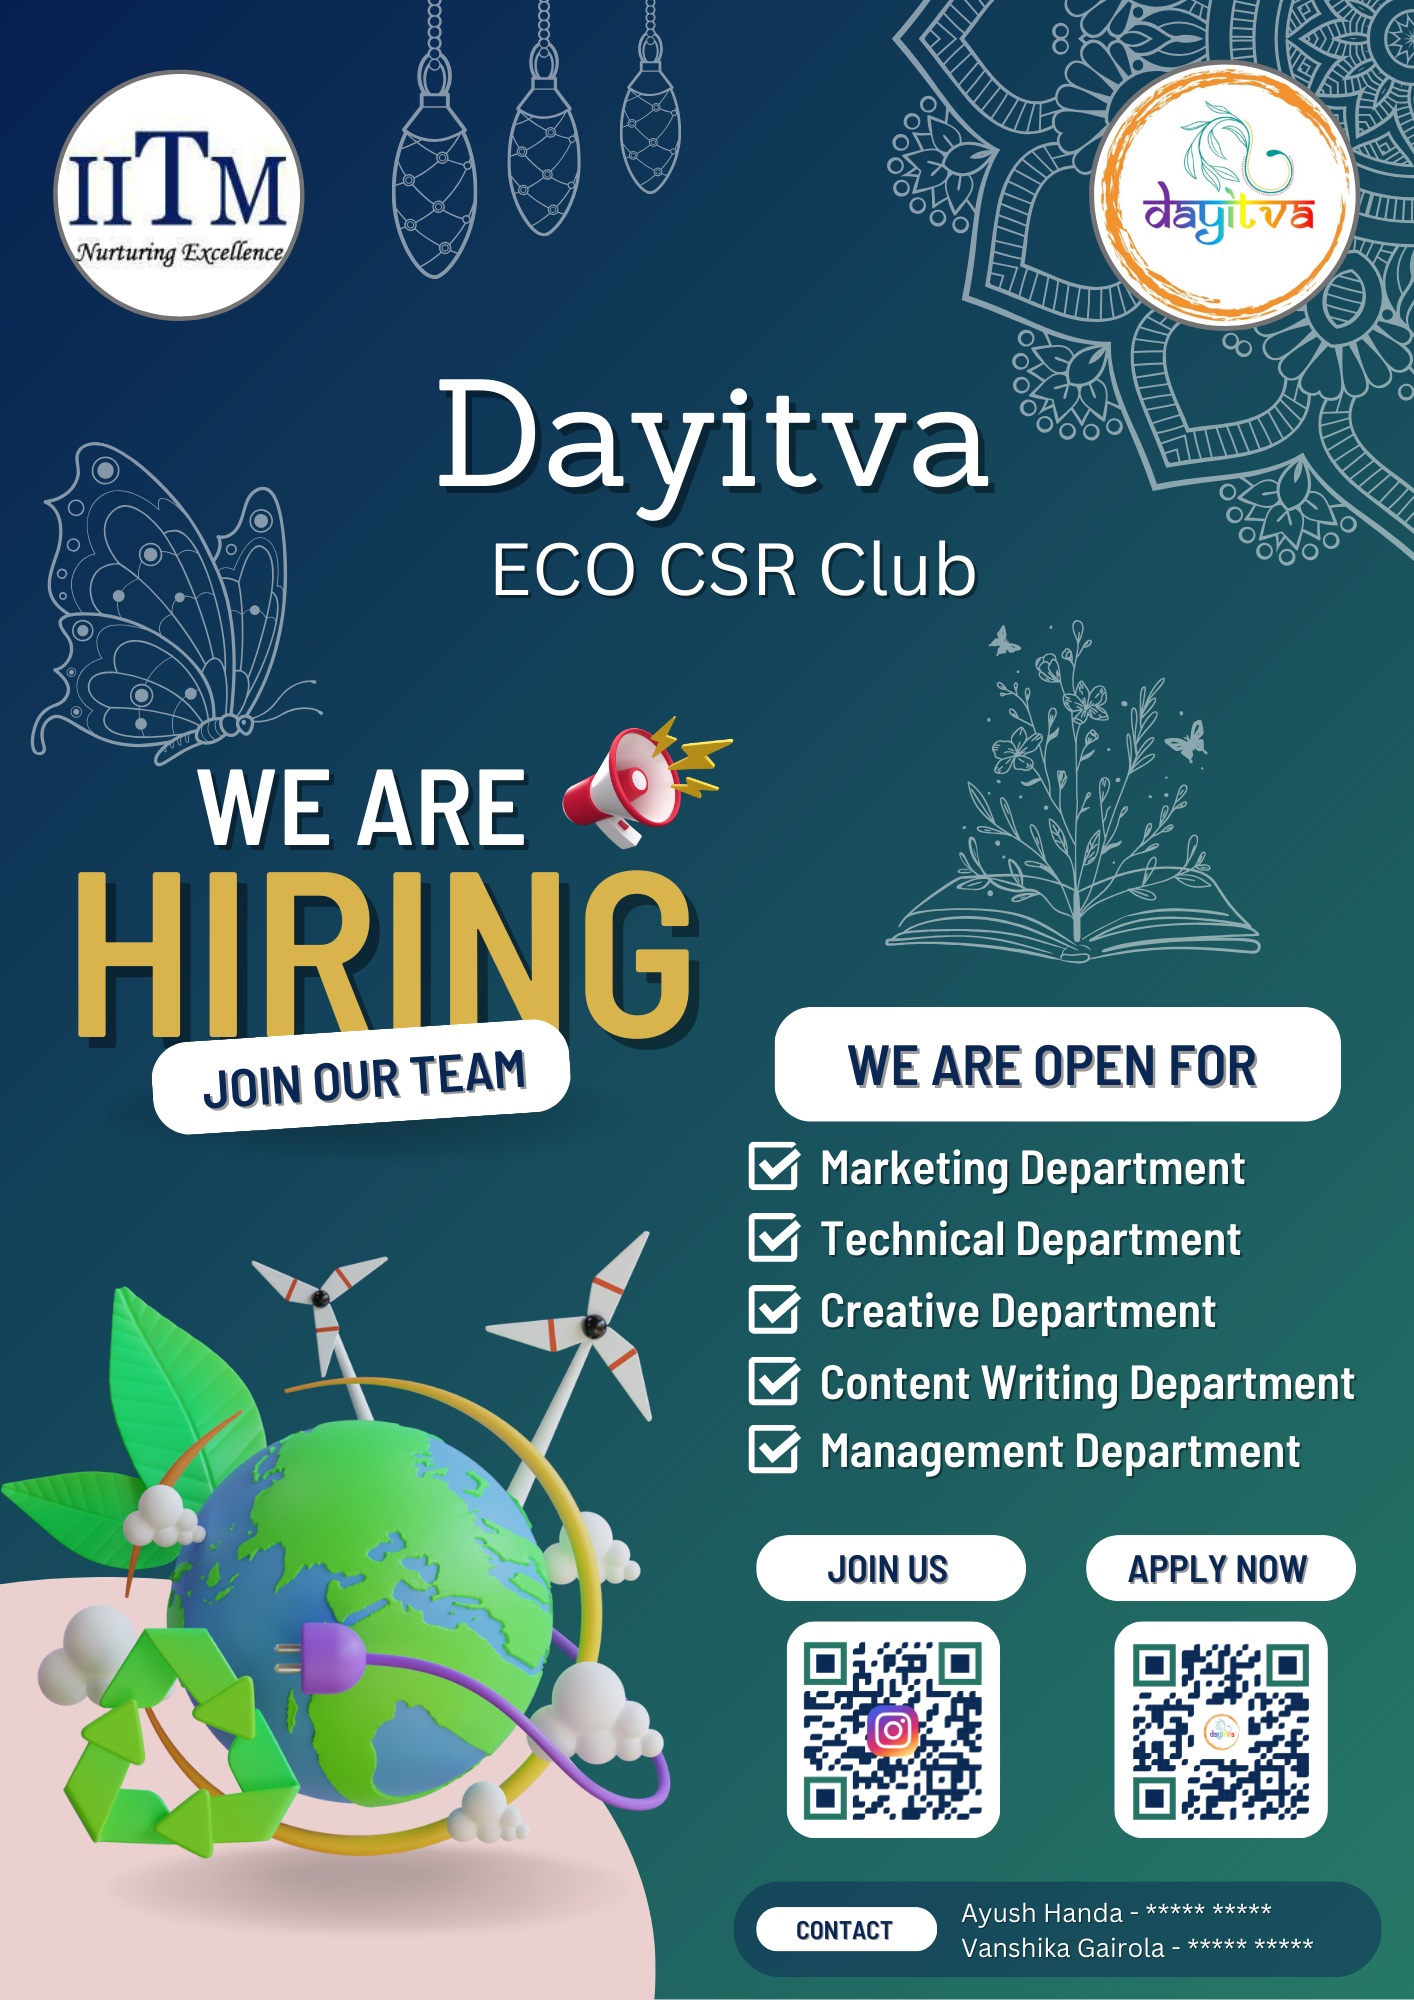 IITM
Nurturing Excellence
dayitva
Dayitva
ECO CSR Club
WE ARE
HIRING
JOIN OUR TEAM
WE ARE OPEN FOR
Marketing Department
Technical Department
Creative Department
Content Writing Department
Management Department
JOIN US
APPLY NOW
dayitva
CONTACT
Ayush Handa - ***** *****
Vanshika Gairola - ***** *****